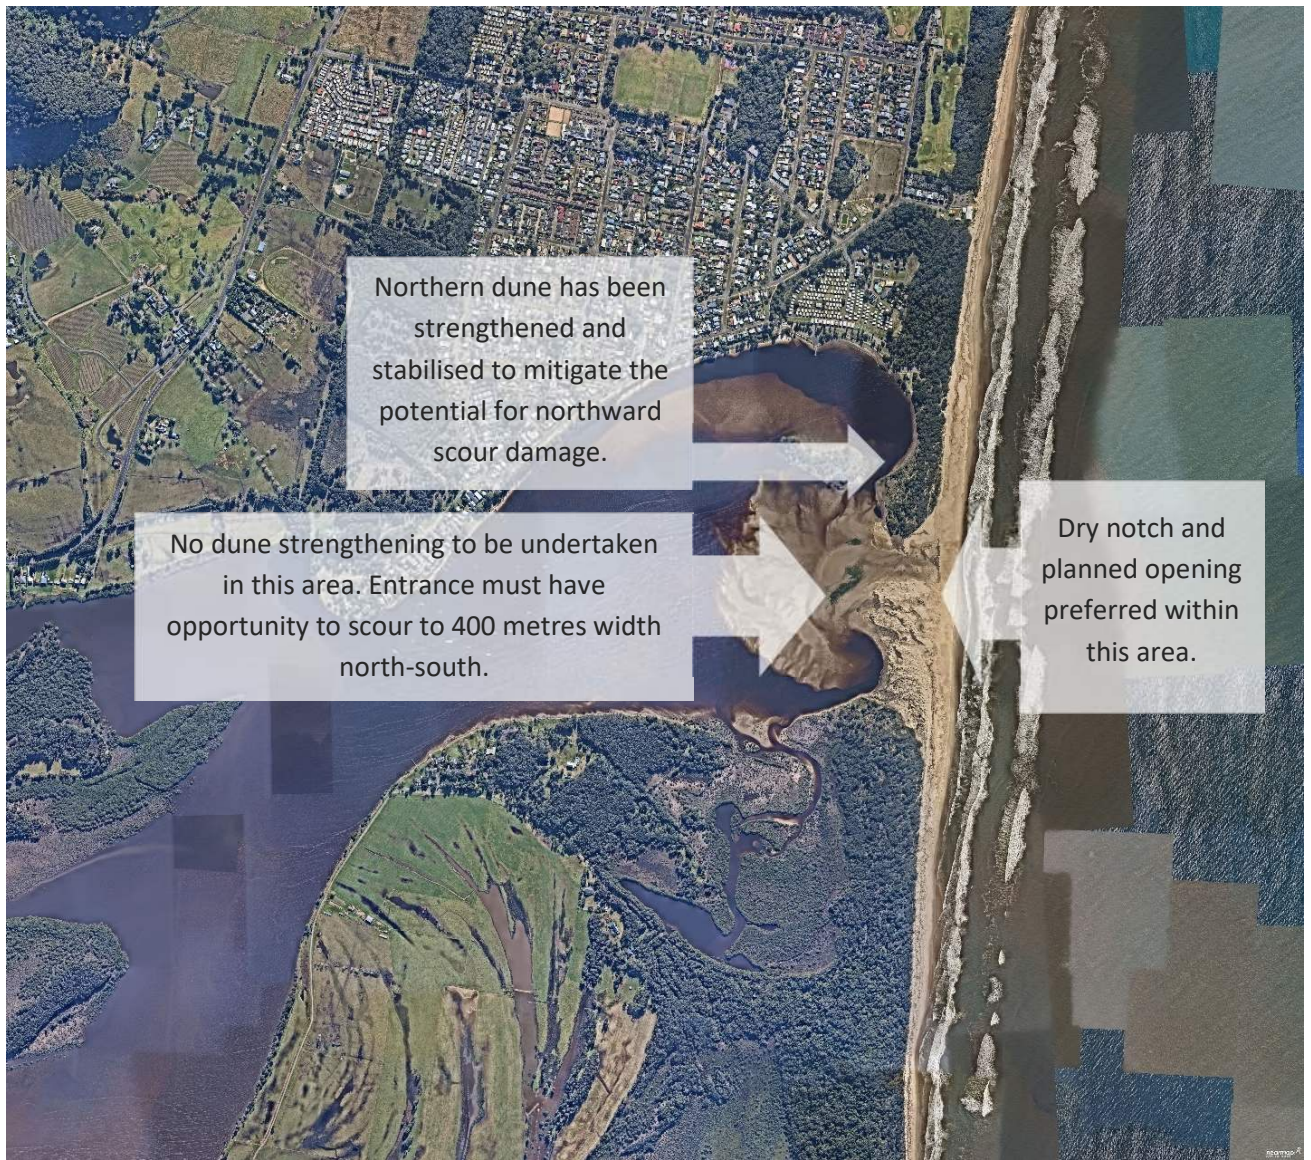 Northern dune has been
strengthened and
stabilised to mitigate the
potential for northward
scour damage.
No dune strengthening to be undertaken
in this area. Entrance must have
opportunity to scour to 400 metres width
north-south.
Dry notch and
planned opening
preferred within
this area.
nearmap